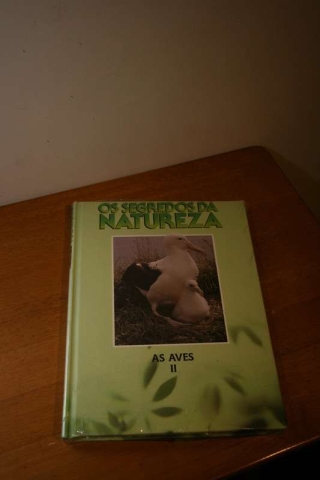 OS SEGREDOS DA
NATUREZA
AS AVES
II